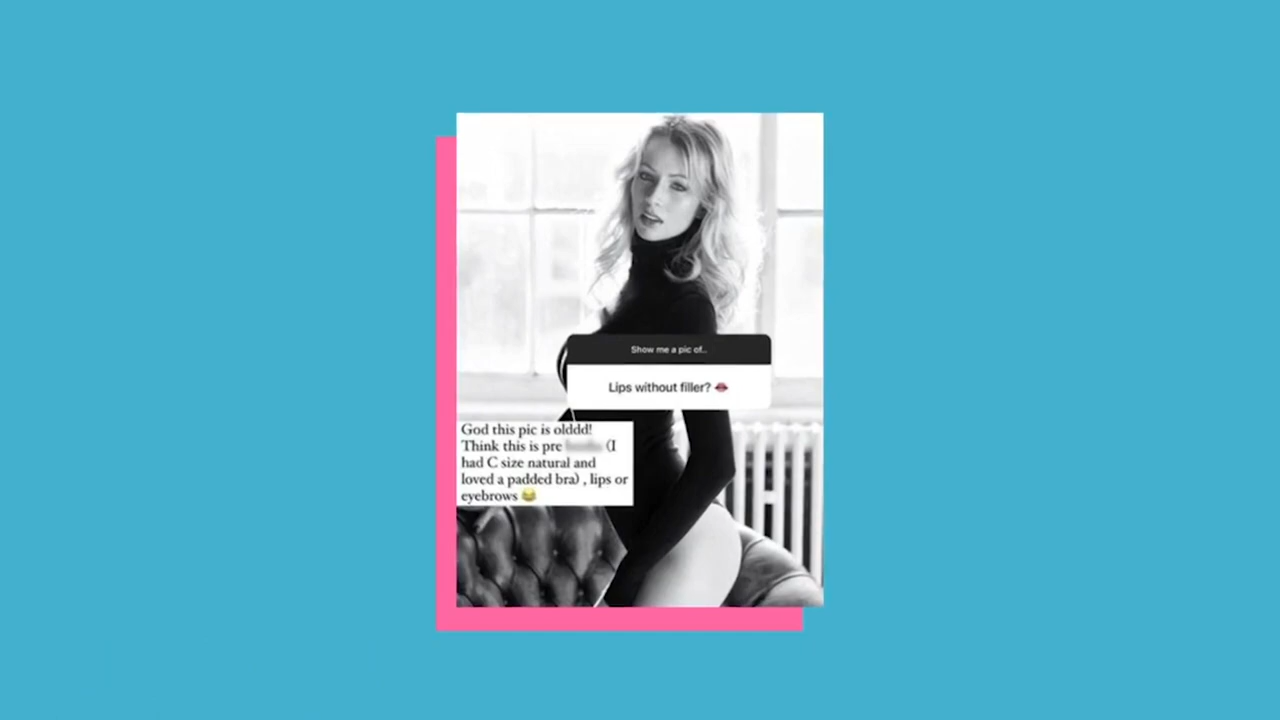 Show me a pic of..
Lips without filler? 👄
God this pic is olddd!
Think this is pre (I
had C size natural and
loved a padded bra) , lips or
eyebrows 😂